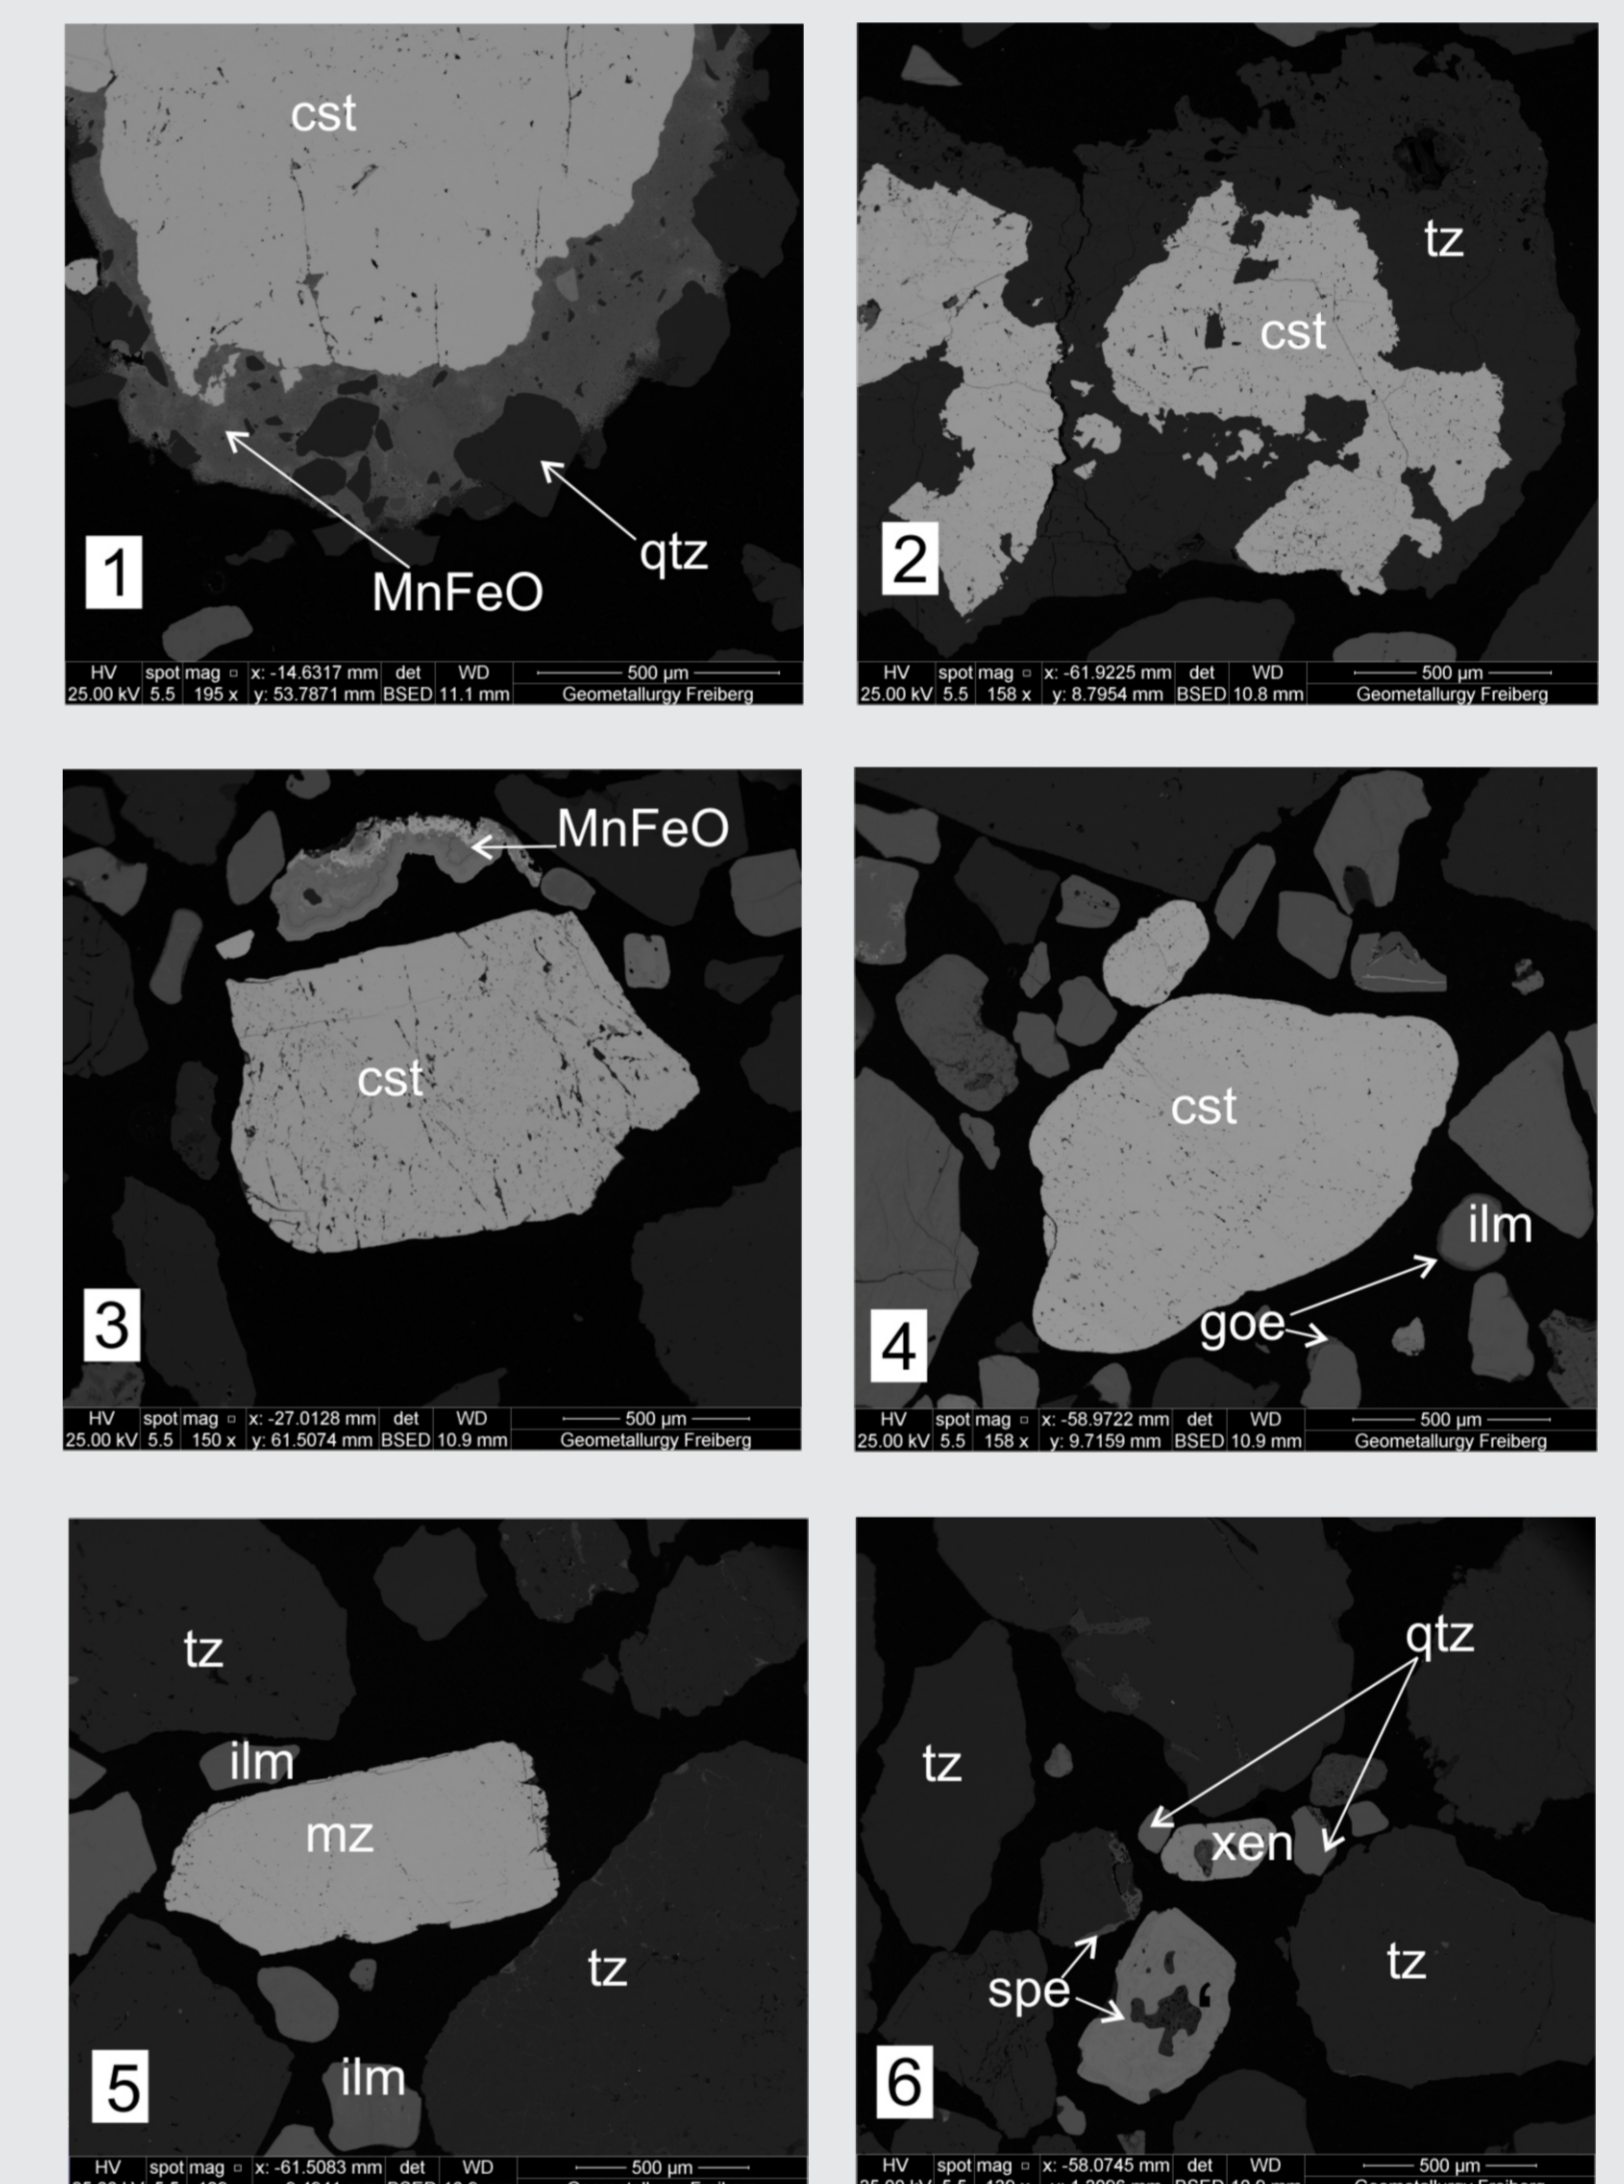 cst
qtz
MnFeO
1
HV spot mag □ x: -14.6317 mm det WD 500 µm
25.00 kV 5.5 195 x y: 53.7871 mm BSED 11.1 mm Geometallurgy Freiberg
tz
cst
2
HV spot mag □ x: -61.9225 mm det WD 500 µm
25.00 kV 5.5 158 x y: 8.7954 mm BSED 10.8 mm Geometallurgy Freiberg
MnFeO
cst
3
HV spot mag □ x: -27.0128 mm det WD 500 µm
25.00 kV 5.5 150 x y: 61.5074 mm BSED 10.9 mm Geometallurgy Freiberg
cst
ilm
goe
4
HV spot mag □ x: -58.9722 mm det WD 500 µm
25.00 kV 5.5 158 x y: 9.7159 mm BSED 10.9 mm Geometallurgy Freiberg
tz
ilm
mz
tz
ilm
5
HV spot mag □ x: -61.5083 mm det WD 500 µm
qtz
tz
xen
tz
spe
6
HV spot mag □ x: -58.0745 mm det WD 500 µm